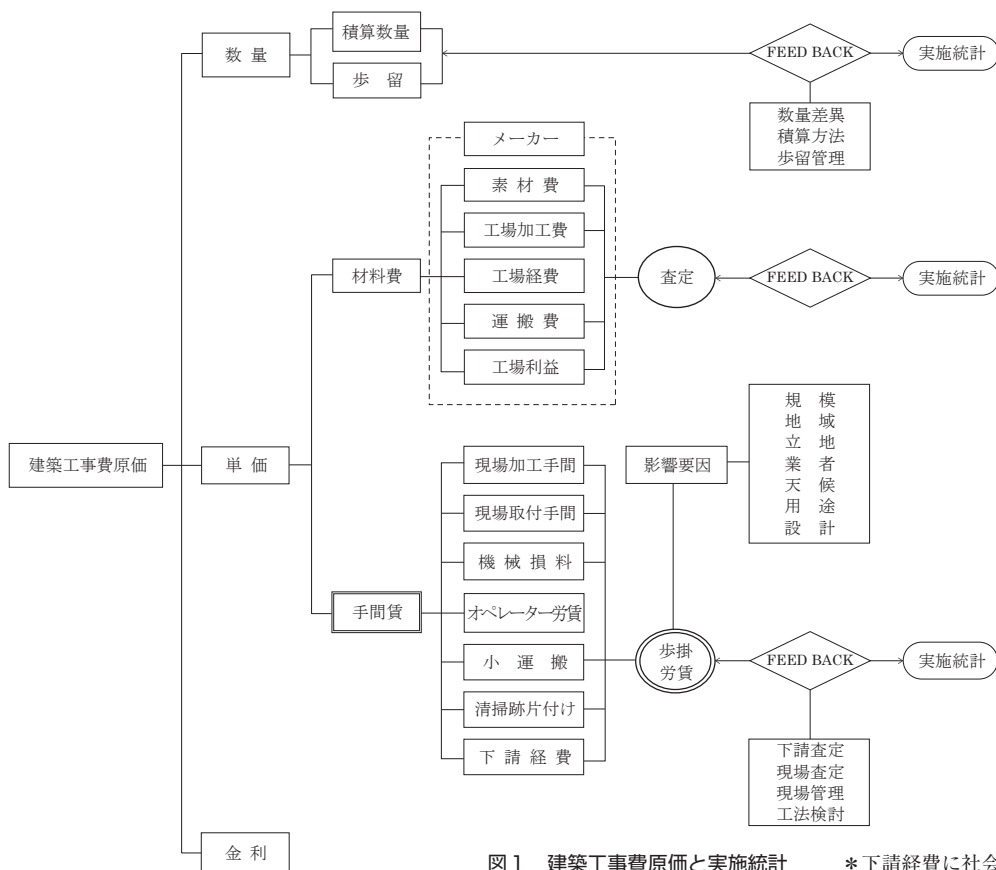 積算数量
数量
歩留
FEED BACK
実施統計
数量差異
積算方法
歩留管理
メーカー
素材費
工場加工費
材料費
工場経費
運搬費
工場利益
査定
FEED BACK
実施統計
建築工事費原価
単価
現場加工手間
現場取付手間
機械損料
手間賃
オペレーター労賃
小運搬
清掃跡片付け
下請経費
影響要因
規模
地域
立地
業者
天候
用途
設計
歩掛
労賃
FEED BACK
実施統計
下請査定
現場査定
現場管理
工法検討
金利
図1 建築工事費原価と実施統計 *下請経費に社会